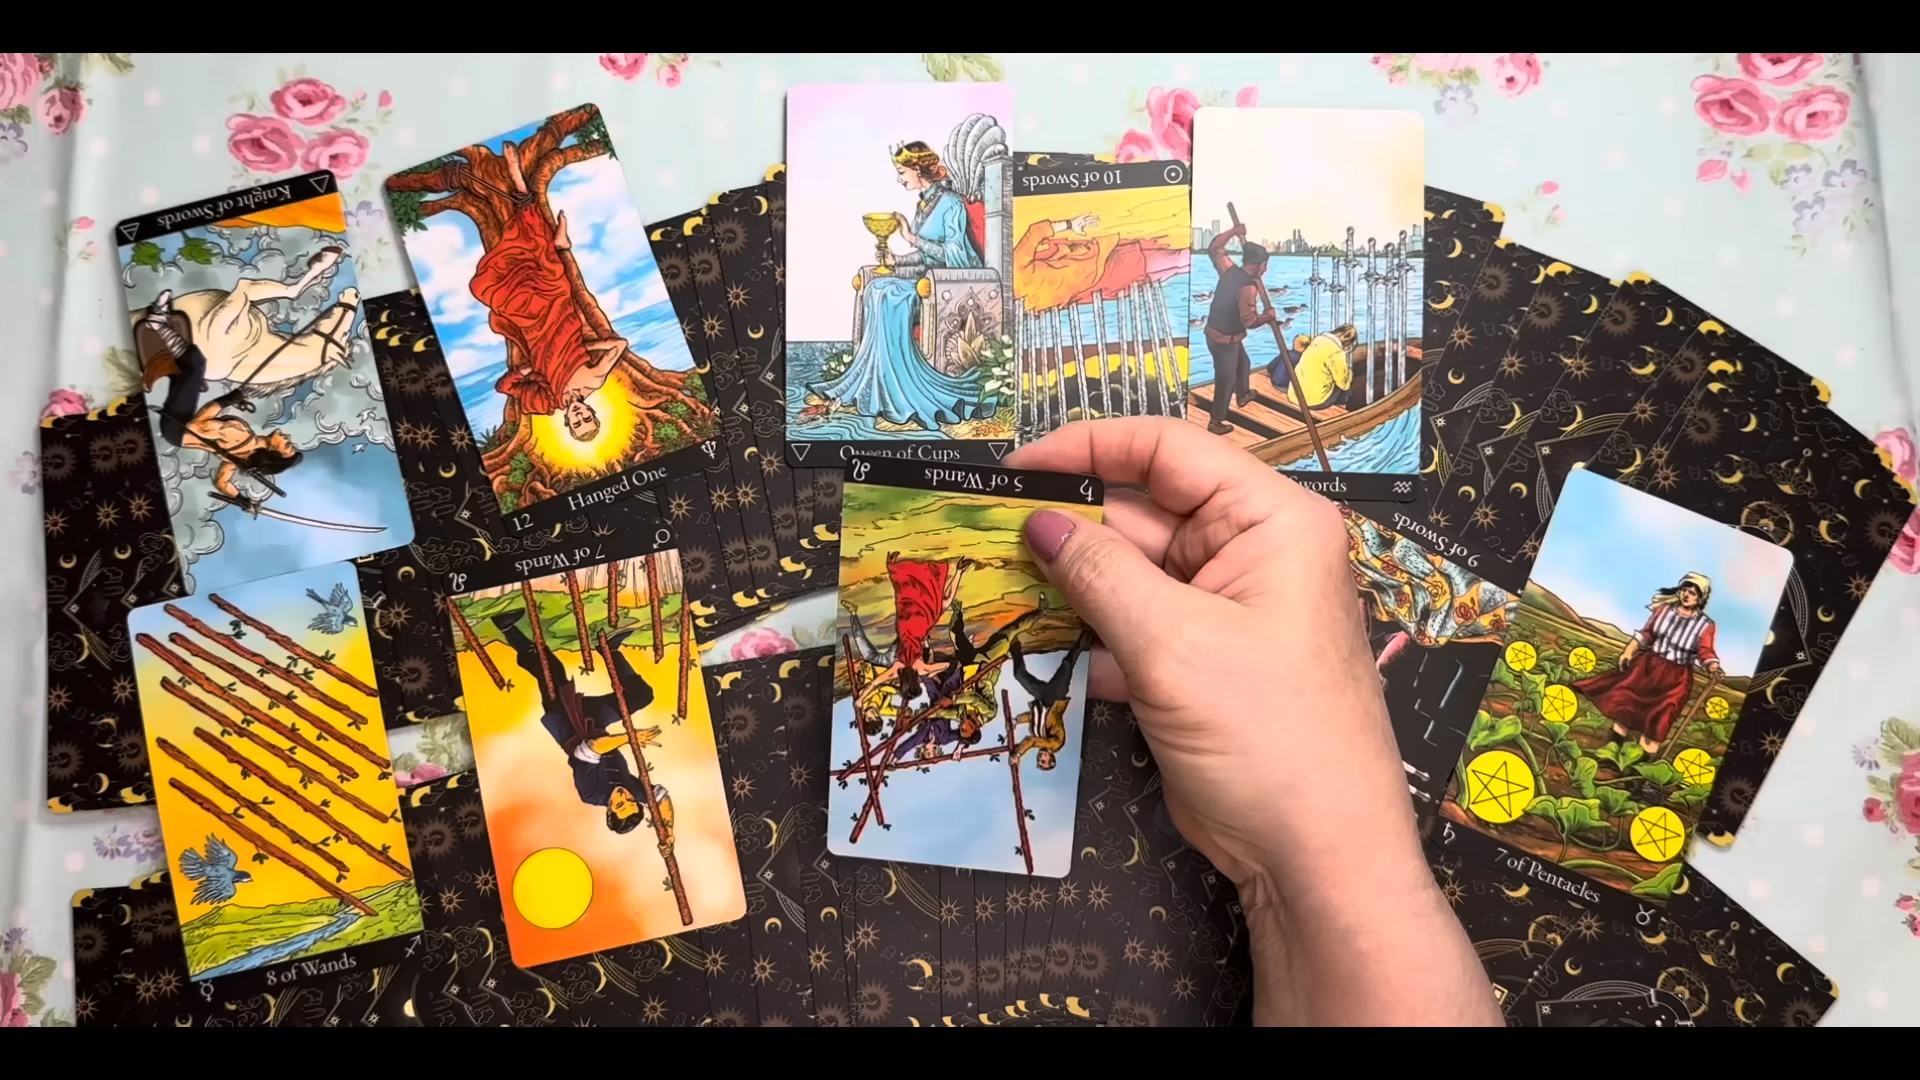 Knight of Swords
12 Hanged One
Queen of Cups
10 of Swords
Swords
5 of Wands
7 of Wands
9 of Swords
8 of Wands
7 of Pentacles